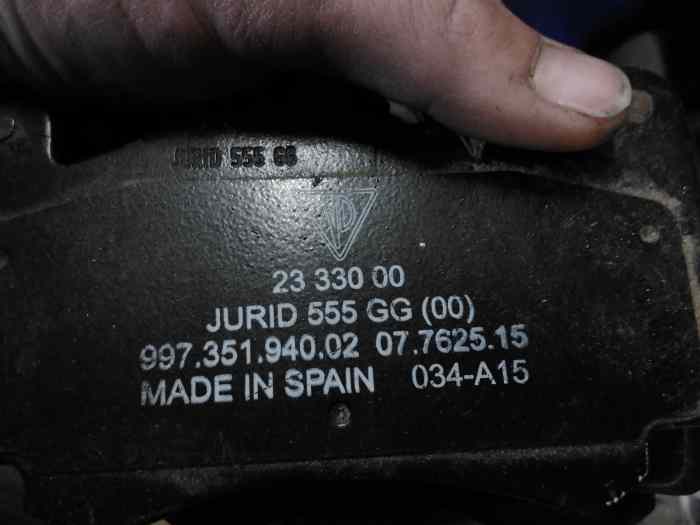 JURID 555 GG
23 330 00
JURID 555 GG (00)
997.351.940.02 07.7625.15
MADE IN SPAIN 034-A15